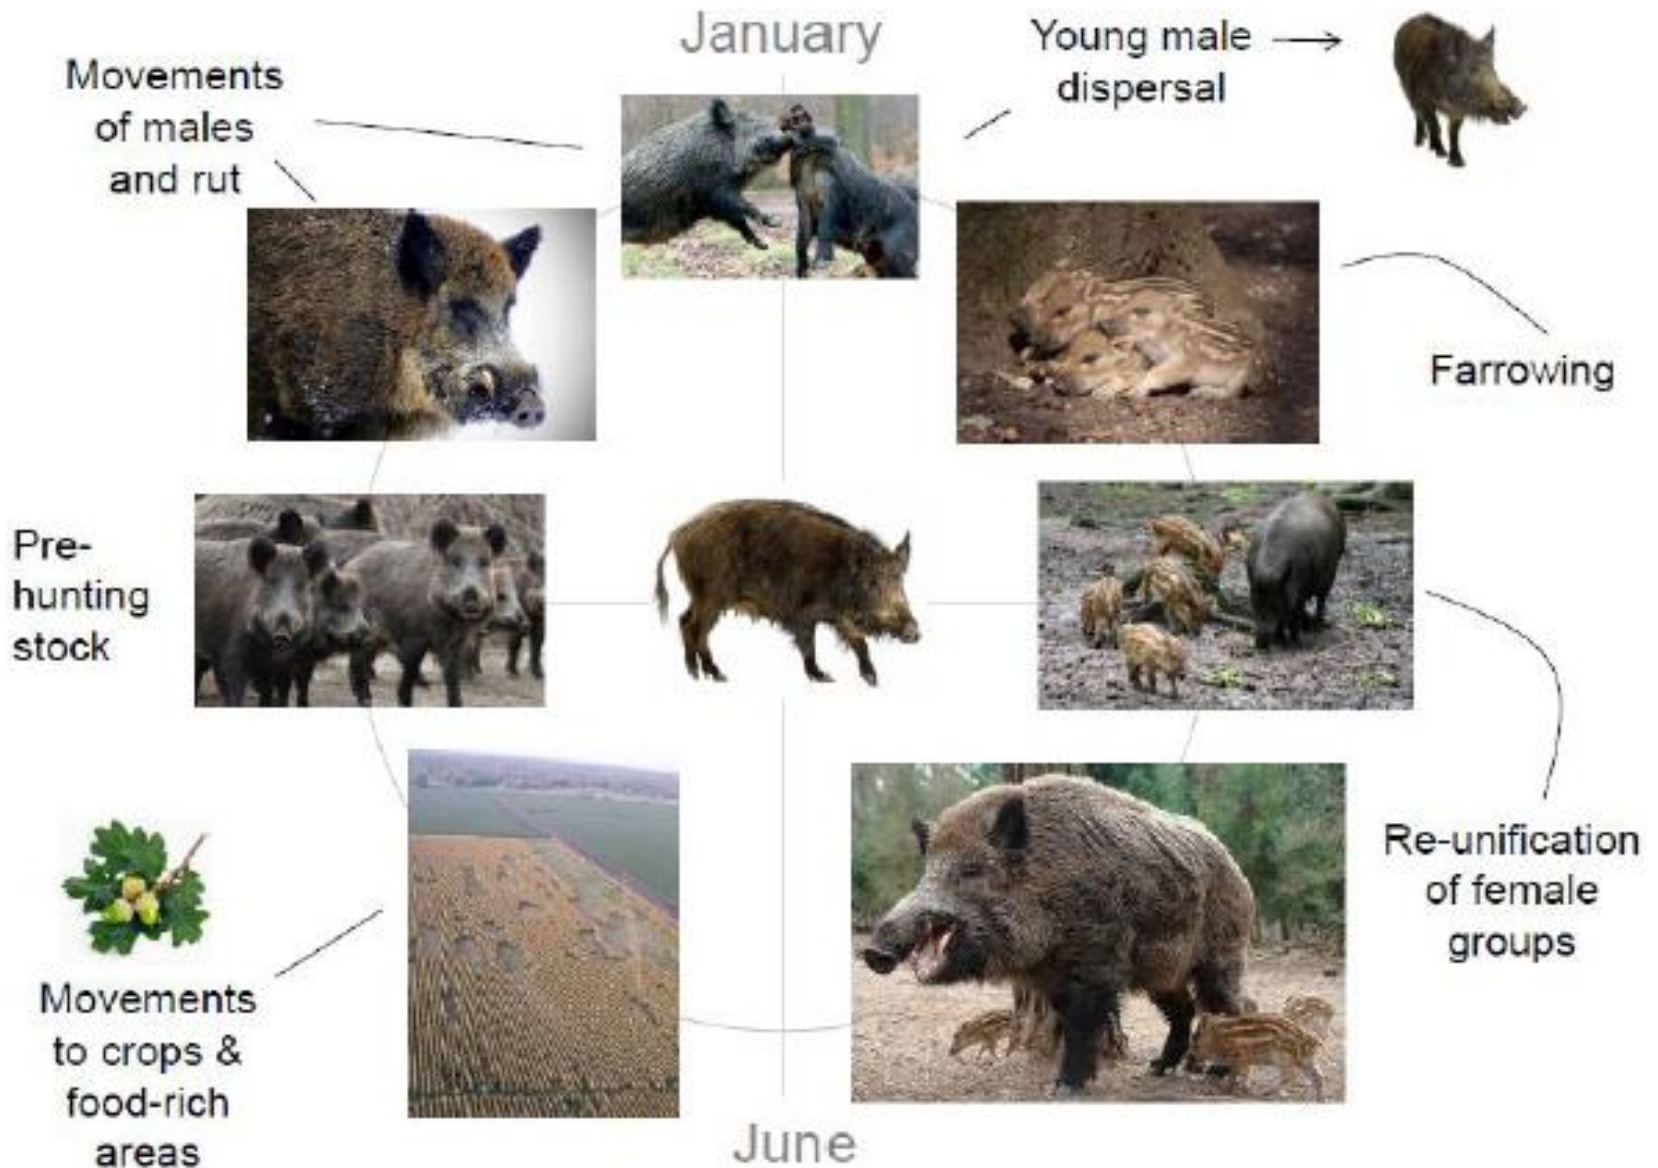 January
Young male
dispersal
Movements
of males
and rut
Farrowing
Pre-
hunting
stock
Re-unification
of female
groups
Movements
to crops &
food-rich
areas
June